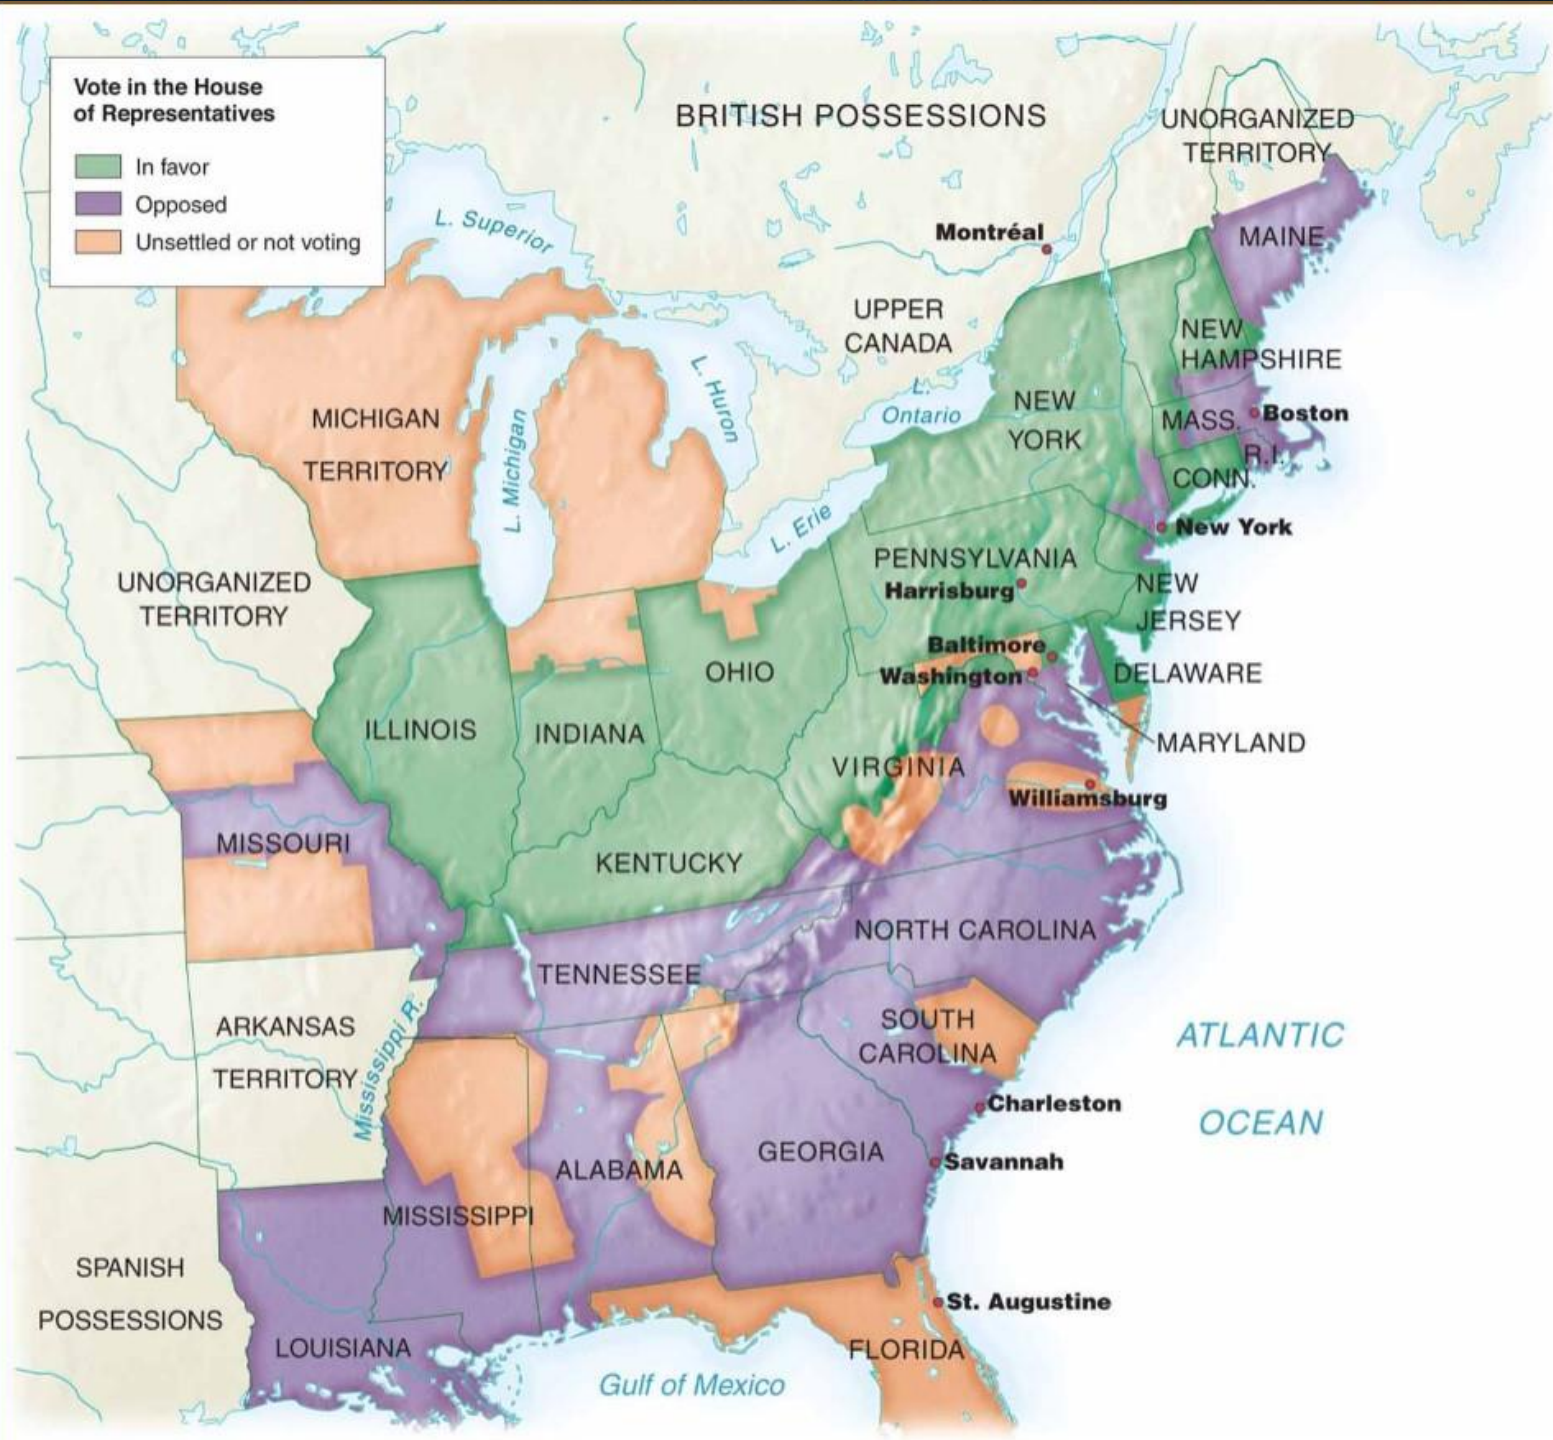 Vote in the House
of Representatives
In favor
Opposed
Unsettled or not voting
BRITISH POSSESSIONS
UNORGANIZED
TERRITORY
L. Superior
Montréal
MAINE
UPPER
CANADA
NEW
HAMPSHIRE
L. Huron
L.
Ontario
NEW
YORK
MASS.
Boston
MICHIGAN
TERRITORY
L. Michigan
R.I.
CONN.
L. Erie
New York
PENNSYLVANIA
Harrisburg
NEW
JERSEY
UNORGANIZED
TERRITORY
Baltimore
Washington
DELAWARE
OHIO
ILLINOIS
INDIANA
MARYLAND
VIRGINIA
Williamsburg
MISSOURI
KENTUCKY
NORTH CAROLINA
TENNESSEE
ARKANSAS
TERRITORY
Mississippi R.
SOUTH
CAROLINA
ATLANTIC
OCEAN
Charleston
GEORGIA
Savannah
ALABAMA
MISSISSIPPI
SPANISH
POSSESSIONS
St. Augustine
LOUISIANA
FLORIDA
Gulf of Mexico